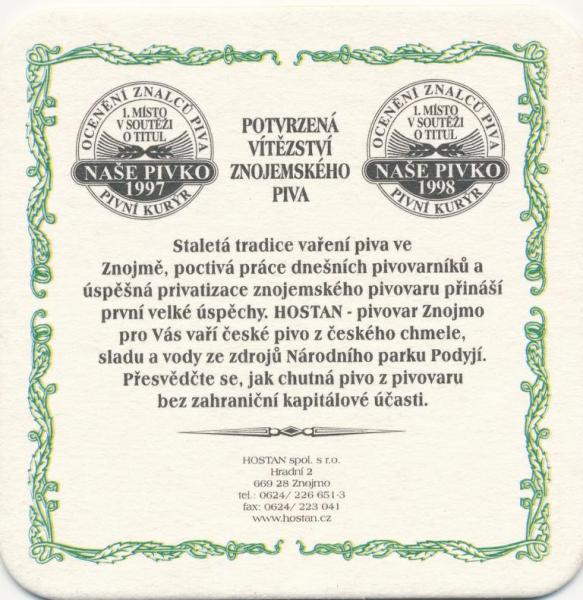 OCENĚNÍ ZNALCŮ PIVA
1. MÍSTO
V SOUTĚŽI
O TITUL
NAŠE PIVKO
1997
PIVNÍ KURÝR
POTVRZENÁ
VÍTĚZSTVÍ
ZNOJEMSKÉHO
PIVA
OCENĚNÍ ZNALCŮ PIVA
1. MÍSTO
V SOUTĚŽI
O TITUL
NAŠE PIVKO
1998
PIVNÍ KURÝR
Staletá tradice vaření piva ve
Znojmě, poctivá práce dnešních pivovarníků a
úspěšná privatizace znojemského pivovaru přináší
první velké úspěchy. HOSTAN - pivovar Znojmo
pro Vás vaří české pivo z českého chmele,
sladu a vody ze zdrojů Národního parku Podyjí.
Přesvědčte se, jak chutná pivo z pivovaru
bez zahraniční kapitálové účasti.
HOSTAN spol. s r.o.
Hradní 2
669 28 Znojmo
tel.: 0624/ 226 651-3
fax: 0624/ 223 041
www.hostan.cz